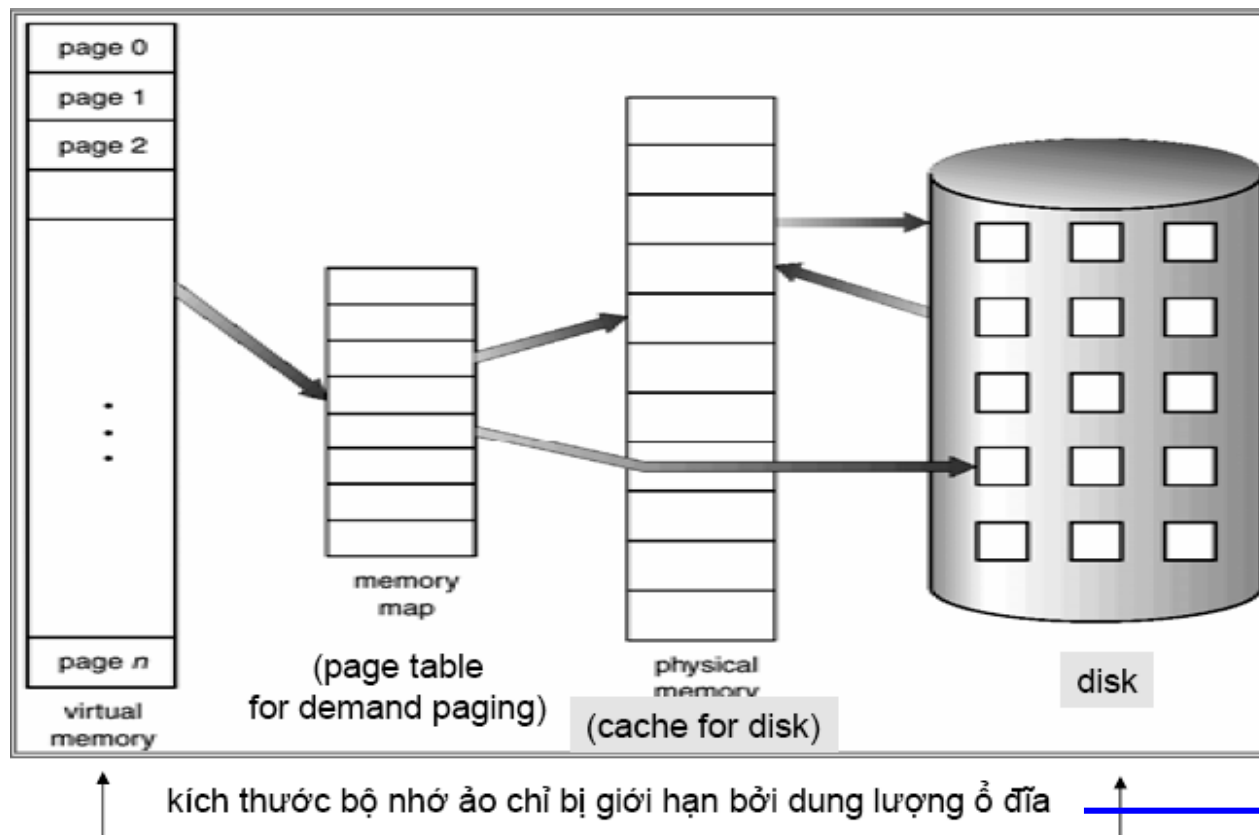 page 0
page 1
page 2
page n
virtual
memory
memory
map
(page table
for demand paging)
physical
memory
(cache for disk)
disk
kích thước bộ nhớ ảo chỉ bị giới hạn bởi dung lượng ổ đĩa